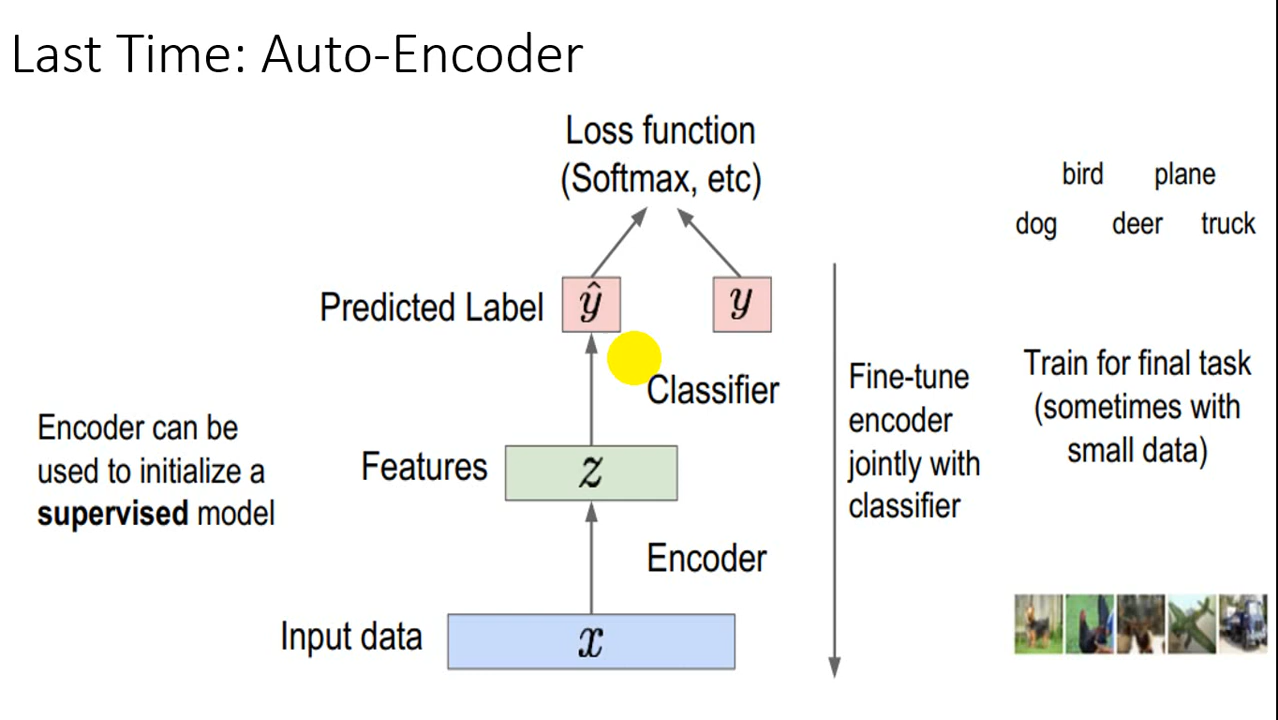 Last Time: Auto-Encoder
Loss function
(Softmax, etc)
bird plane
dog deer truck
Predicted Label ŷ y
Classifier
Fine-tune
encoder
jointly with
classifier
Train for final task
(sometimes with
small data)
Encoder can be
used to initialize a
supervised model
Features z
Encoder
Input data x